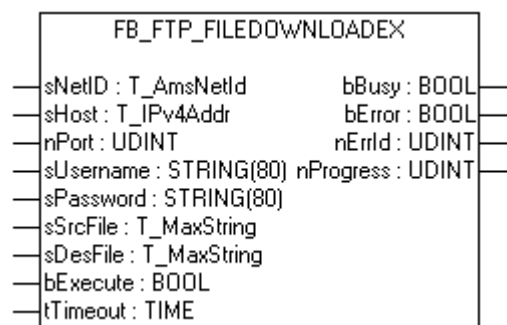 FB_FTP_FILEDOWNLOADEX
sNetID : T_AmsNetId bBusy : BOOL
sHost : T_IPv4Addr bError : BOOL
nPort : UDINT nErrId : UDINT
sUsername : STRING(80) nProgress : UDINT
sPassword : STRING(80)
sSrcFile : T_MaxString
sDesFile : T_MaxString
bExecute : BOOL
tTimeout : TIME